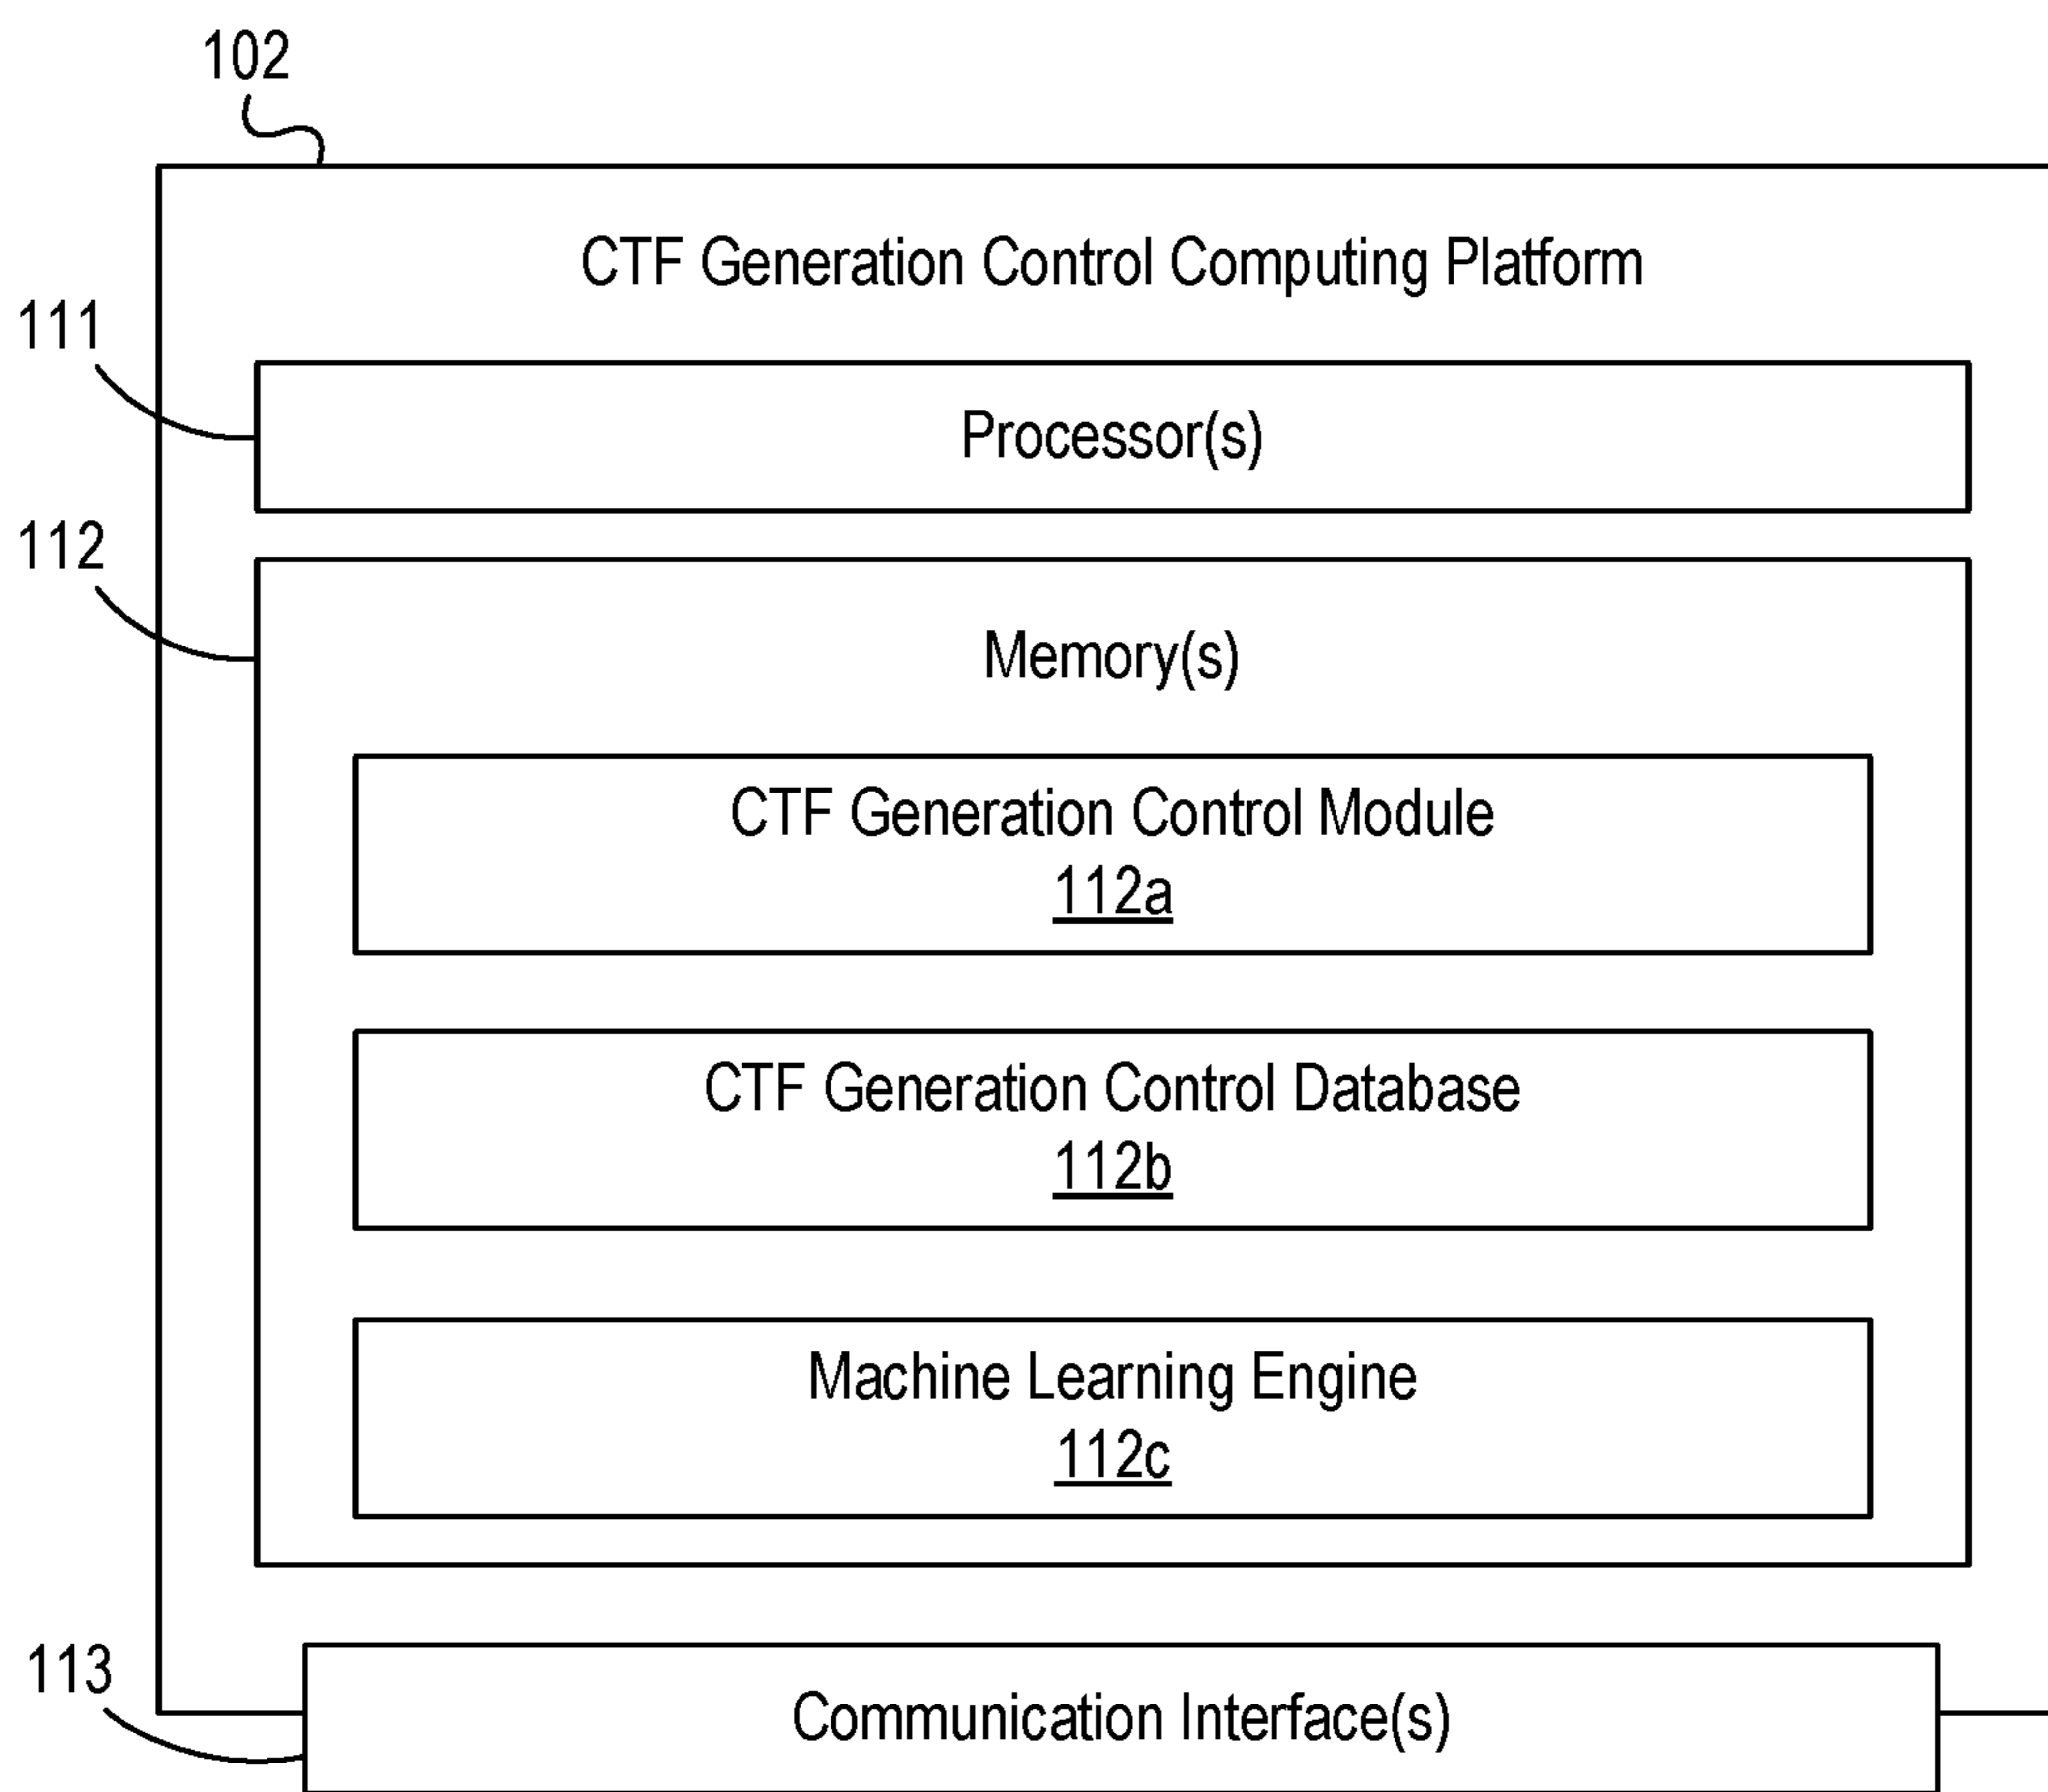 102
CTF Generation Control Computing Platform
111
Processor(s)
112
Memory(s)
CTF Generation Control Module
112a
CTF Generation Control Database
112b
Machine Learning Engine
112c
113
Communication Interface(s)